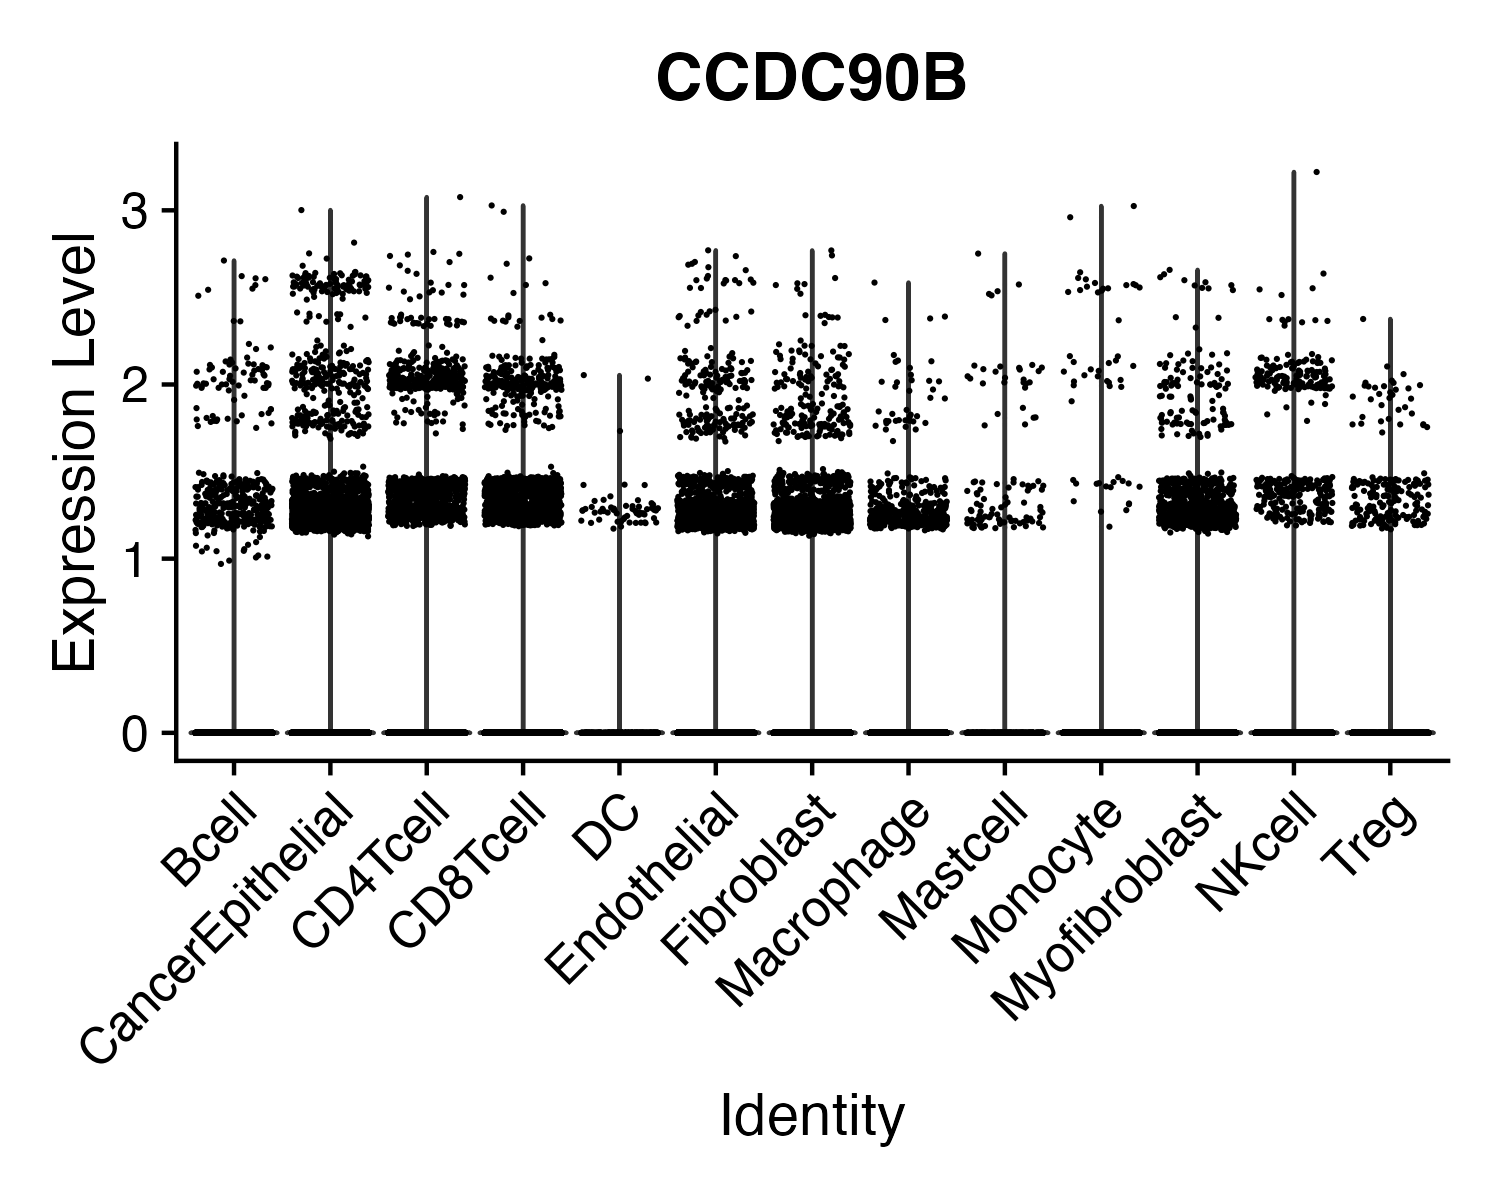 CCDC90B
Expression Level
3
2
1
0
Bcell
CancerEpithelial
CD4Tcell
CD8Tcell
DC
Endothelial
Fibroblast
Macrophage
Mastcell
Monocyte
Myofibroblast
NKcell
Treg
Identity